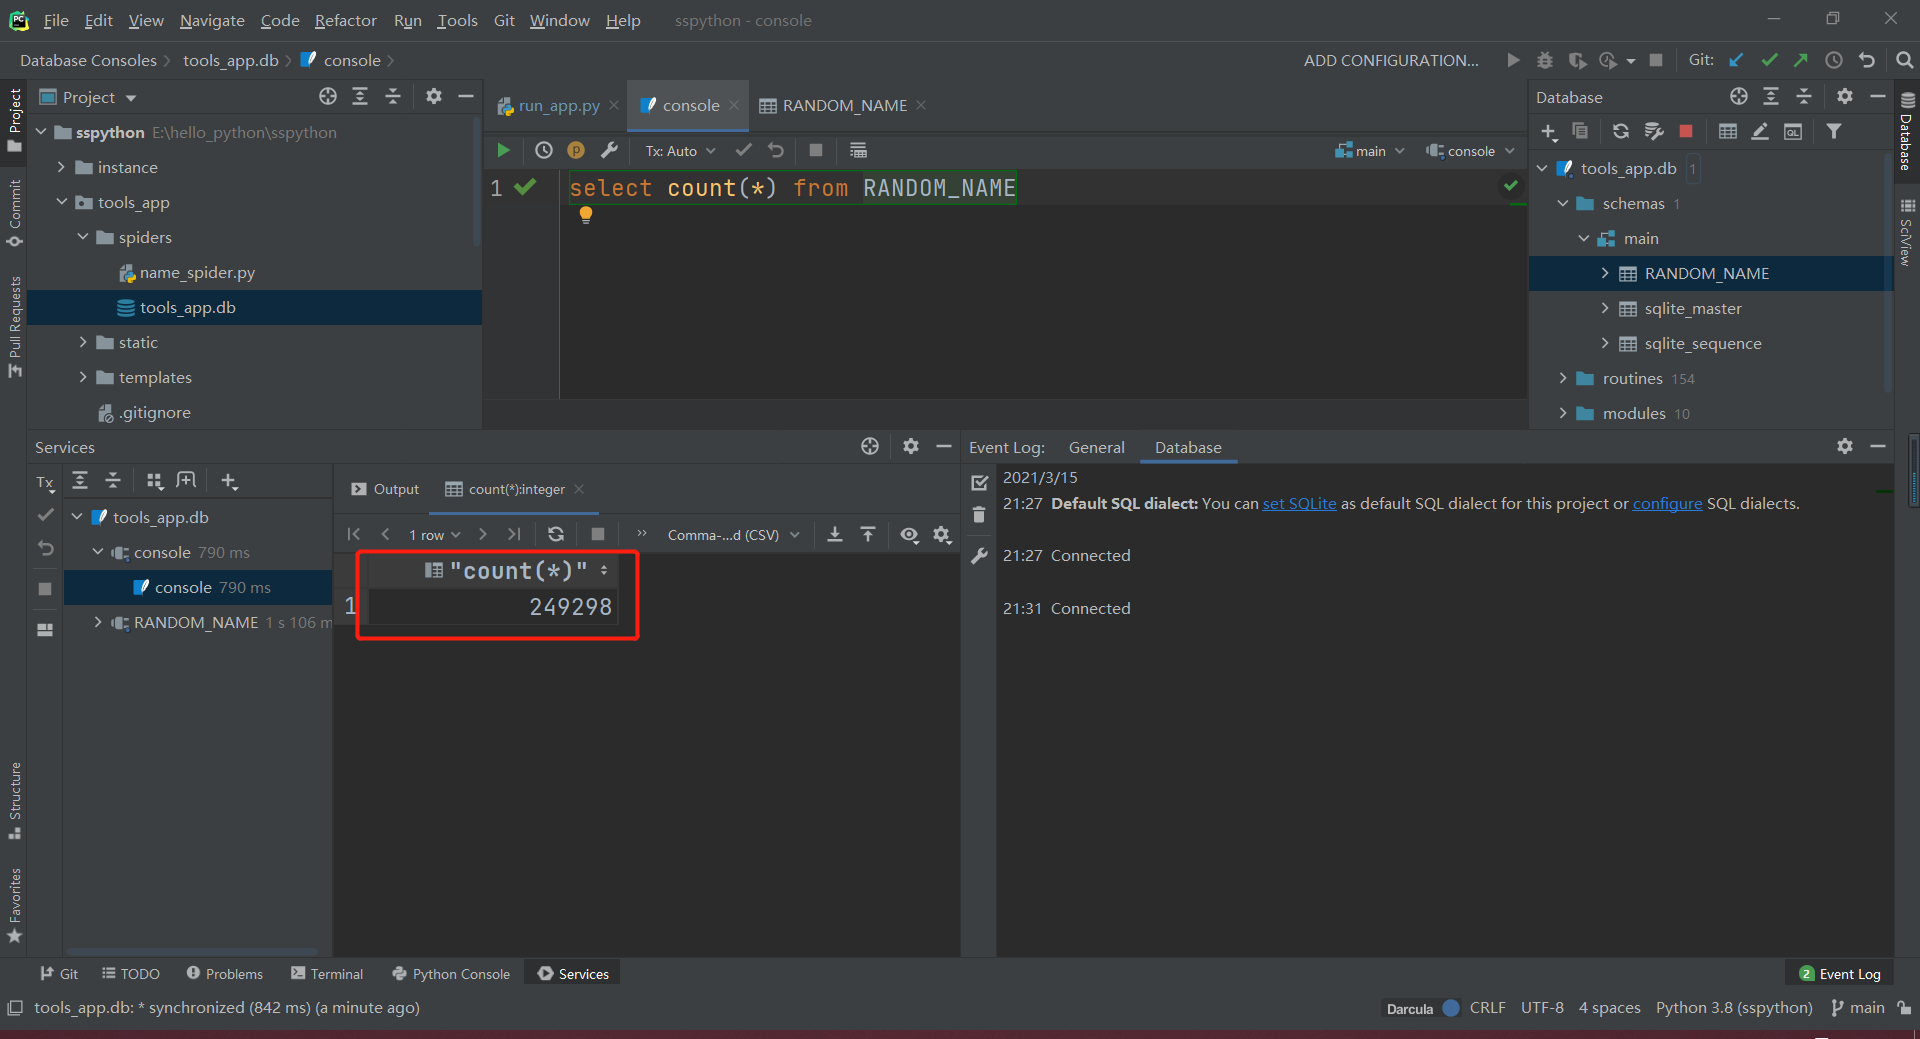 File Edit View Navigate Code Refactor Run Tools Git Window Help sspython - console
Database Consoles tools_app.db console ADD CONFIGURATION... Git:
Project
run_app.py console RANDOM_NAME
Database
Tx: Auto main console
sspython E:\hello_python\sspython
instance
tools_app
spiders
name_spider.py
tools_app.db
static
templates
.gitignore
1 select count(*) from RANDOM_NAME
tools_app.db 1
schemas 1
main
RANDOM_NAME
sqlite_master
sqlite_sequence
routines 154
modules 10
Project
Commit
Pull Requests
Structure
Favorites
Database
SciView
Services
Tx
tools_app.db
console 790 ms
console 790 ms
RANDOM_NAME 1 s 106 m
Output count(*):integer
1 row Comma-...d (CSV)
"count(*)"
1 249298
Event Log: General Database
2021/3/15
21:27 Default SQL dialect: You can set SQLite as default SQL dialect for this project or configure SQL dialects.
21:27 Connected
21:31 Connected
Git TODO Problems Terminal Python Console Services 2 Event Log
tools_app.db: * synchronized (842 ms) (a minute ago) Darcula CRLF UTF-8 4 spaces Python 3.8 (sspython) main